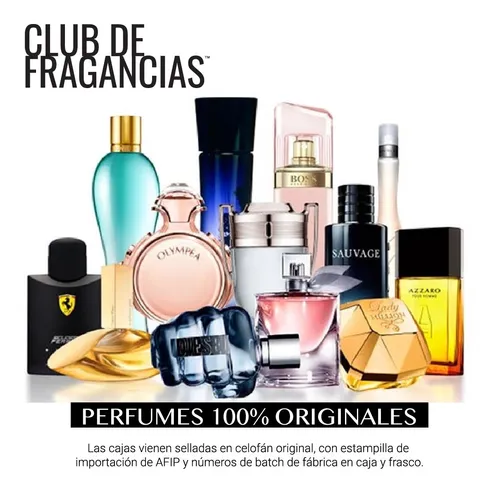 CLUB DE
FRAGANCIAS™
BOSS
OLYMPÉA
SAUVAGE
AZZARO
POUR HOMME
Lady
MILLION
PERFUMES 100% ORIGINALES
Las cajas vienen selladas en celofán original, con estampilla de
importación de AFIP y números de batch de fábrica en caja y frasco.